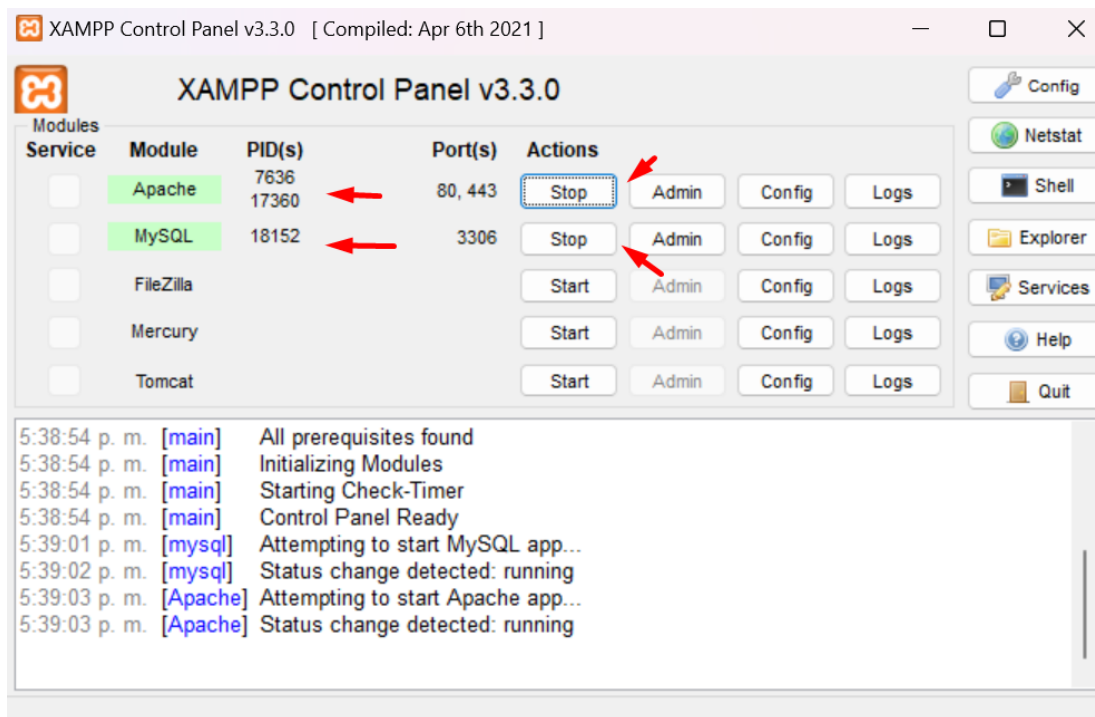 XAMPP Control Panel v3.3.0 [ Compiled: Apr 6th 2021 ]
XAMPP Control Panel v3.3.0
Config
Modules
Netstat
Service Module PID(s) Port(s) Actions
Apache 7636 17360 80, 443 Stop Admin Config Logs
Shell
MySQL 18152 3306 Stop Admin Config Logs
Explorer
FileZilla Start Admin Config Logs
Services
Mercury Start Admin Config Logs
Help
Tomcat Start Admin Config Logs
Quit
5:38:54 p. m. [main] All prerequisites found
5:38:54 p. m. [main] Initializing Modules
5:38:54 p. m. [main] Starting Check-Timer
5:38:54 p. m. [main] Control Panel Ready
5:39:01 p. m. [mysql] Attempting to start MySQL app...
5:39:02 p. m. [mysql] Status change detected: running
5:39:03 p. m. [Apache] Attempting to start Apache app...
5:39:03 p. m. [Apache] Status change detected: running